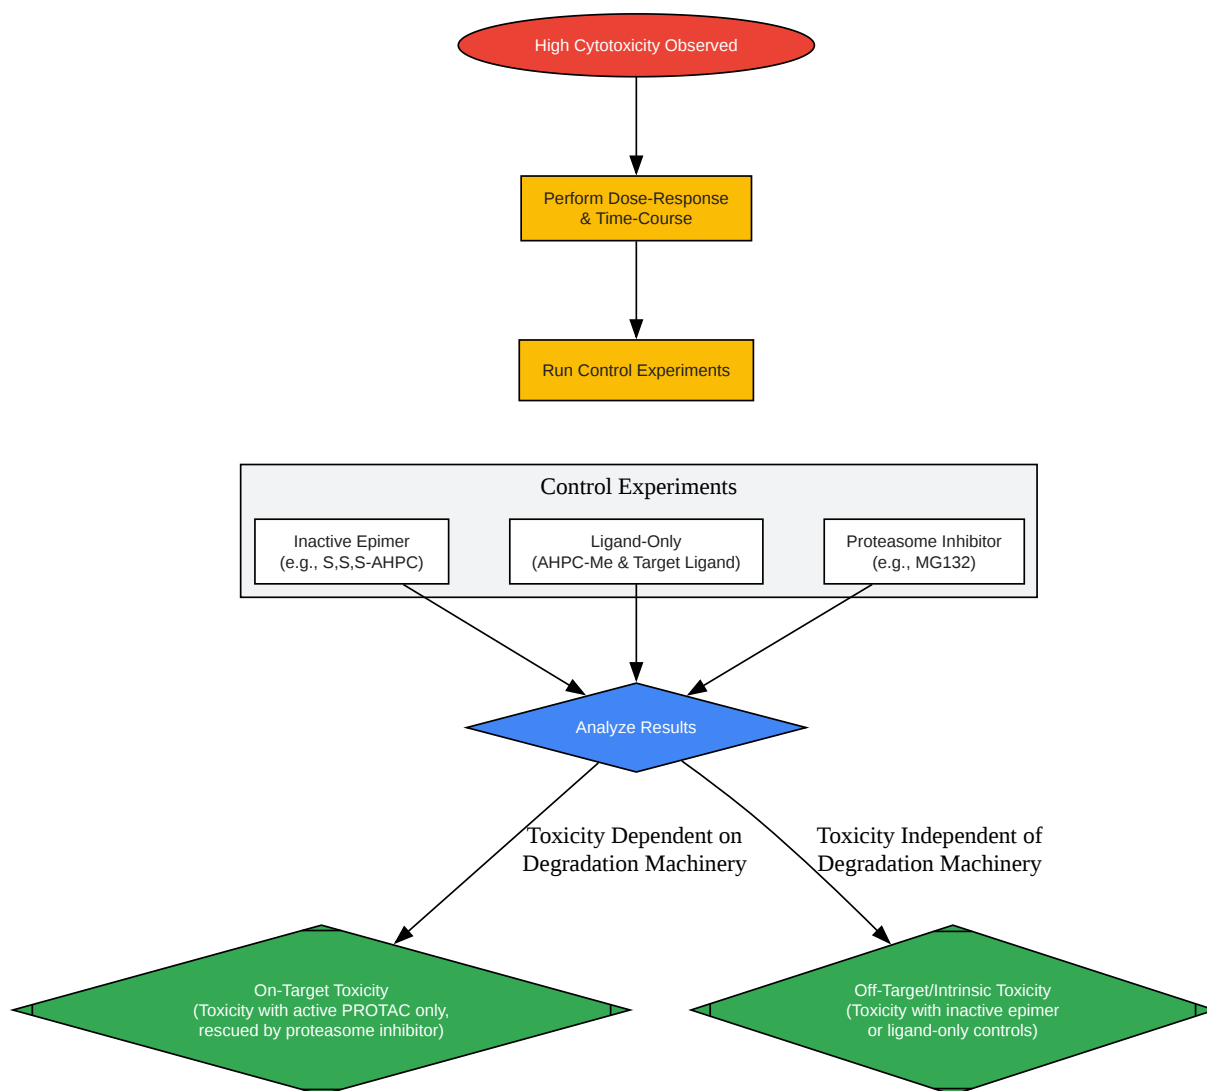 High Cytotoxicity Observed
Perform Dose-Response
& Time-Course
Run Control Experiments
Control Experiments
Inactive Epimer
(e.g., S,S,S-AHPC)
Ligand-Only
(AHPC-Me & Target Ligand)
Proteasome Inhibitor
(e.g., MG132)
Analyze Results
Toxicity Dependent on
Degradation Machinery
Toxicity Independent of
Degradation Machinery
On-Target Toxicity
(Toxicity with active PROTAC only,
rescued by proteasome inhibitor)
Off-Target/Intrinsic Toxicity
(Toxicity with inactive epimer
or ligand-only controls)